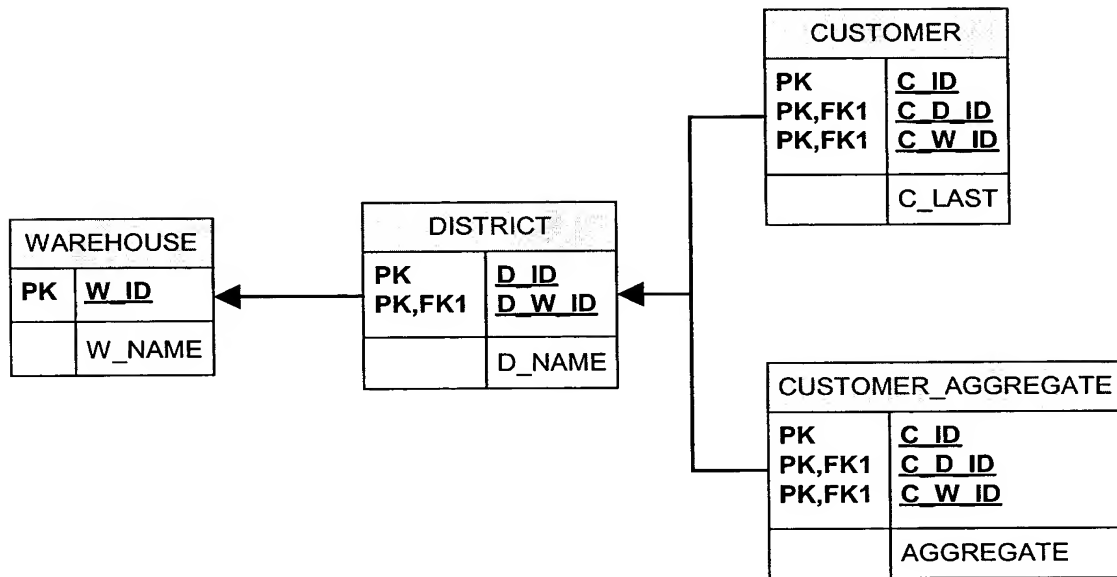 WAREHOUSE
PK W_ID
W_NAME
DISTRICT
PK D_ID
PK,FK1 D_W_ID
D_NAME
CUSTOMER
PK C_ID
PK,FK1 C_D_ID
PK,FK1 C_W_ID
C_LAST
CUSTOMER_AGGREGATE
PK C_ID
PK,FK1 C_D_ID
PK,FK1 C_W_ID
AGGREGATE